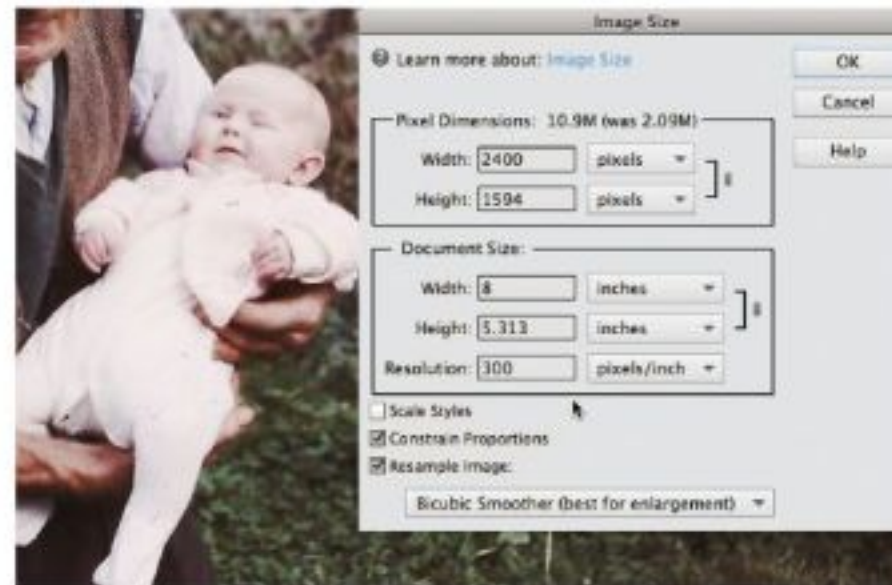 Image Size
Learn more about: Image Size
OK
Cancel
Help
Pixel Dimensions: 10.9M (was 2.09M)
Width: 2400 pixels
Height: 1594 pixels
Document Size:
Width: 8 inches
Height: 5.313 inches
Resolution: 300 pixels/inch
Scale Styles
Constrain Proportions
Resample Image:
Bicubic Smoother (best for enlargement)